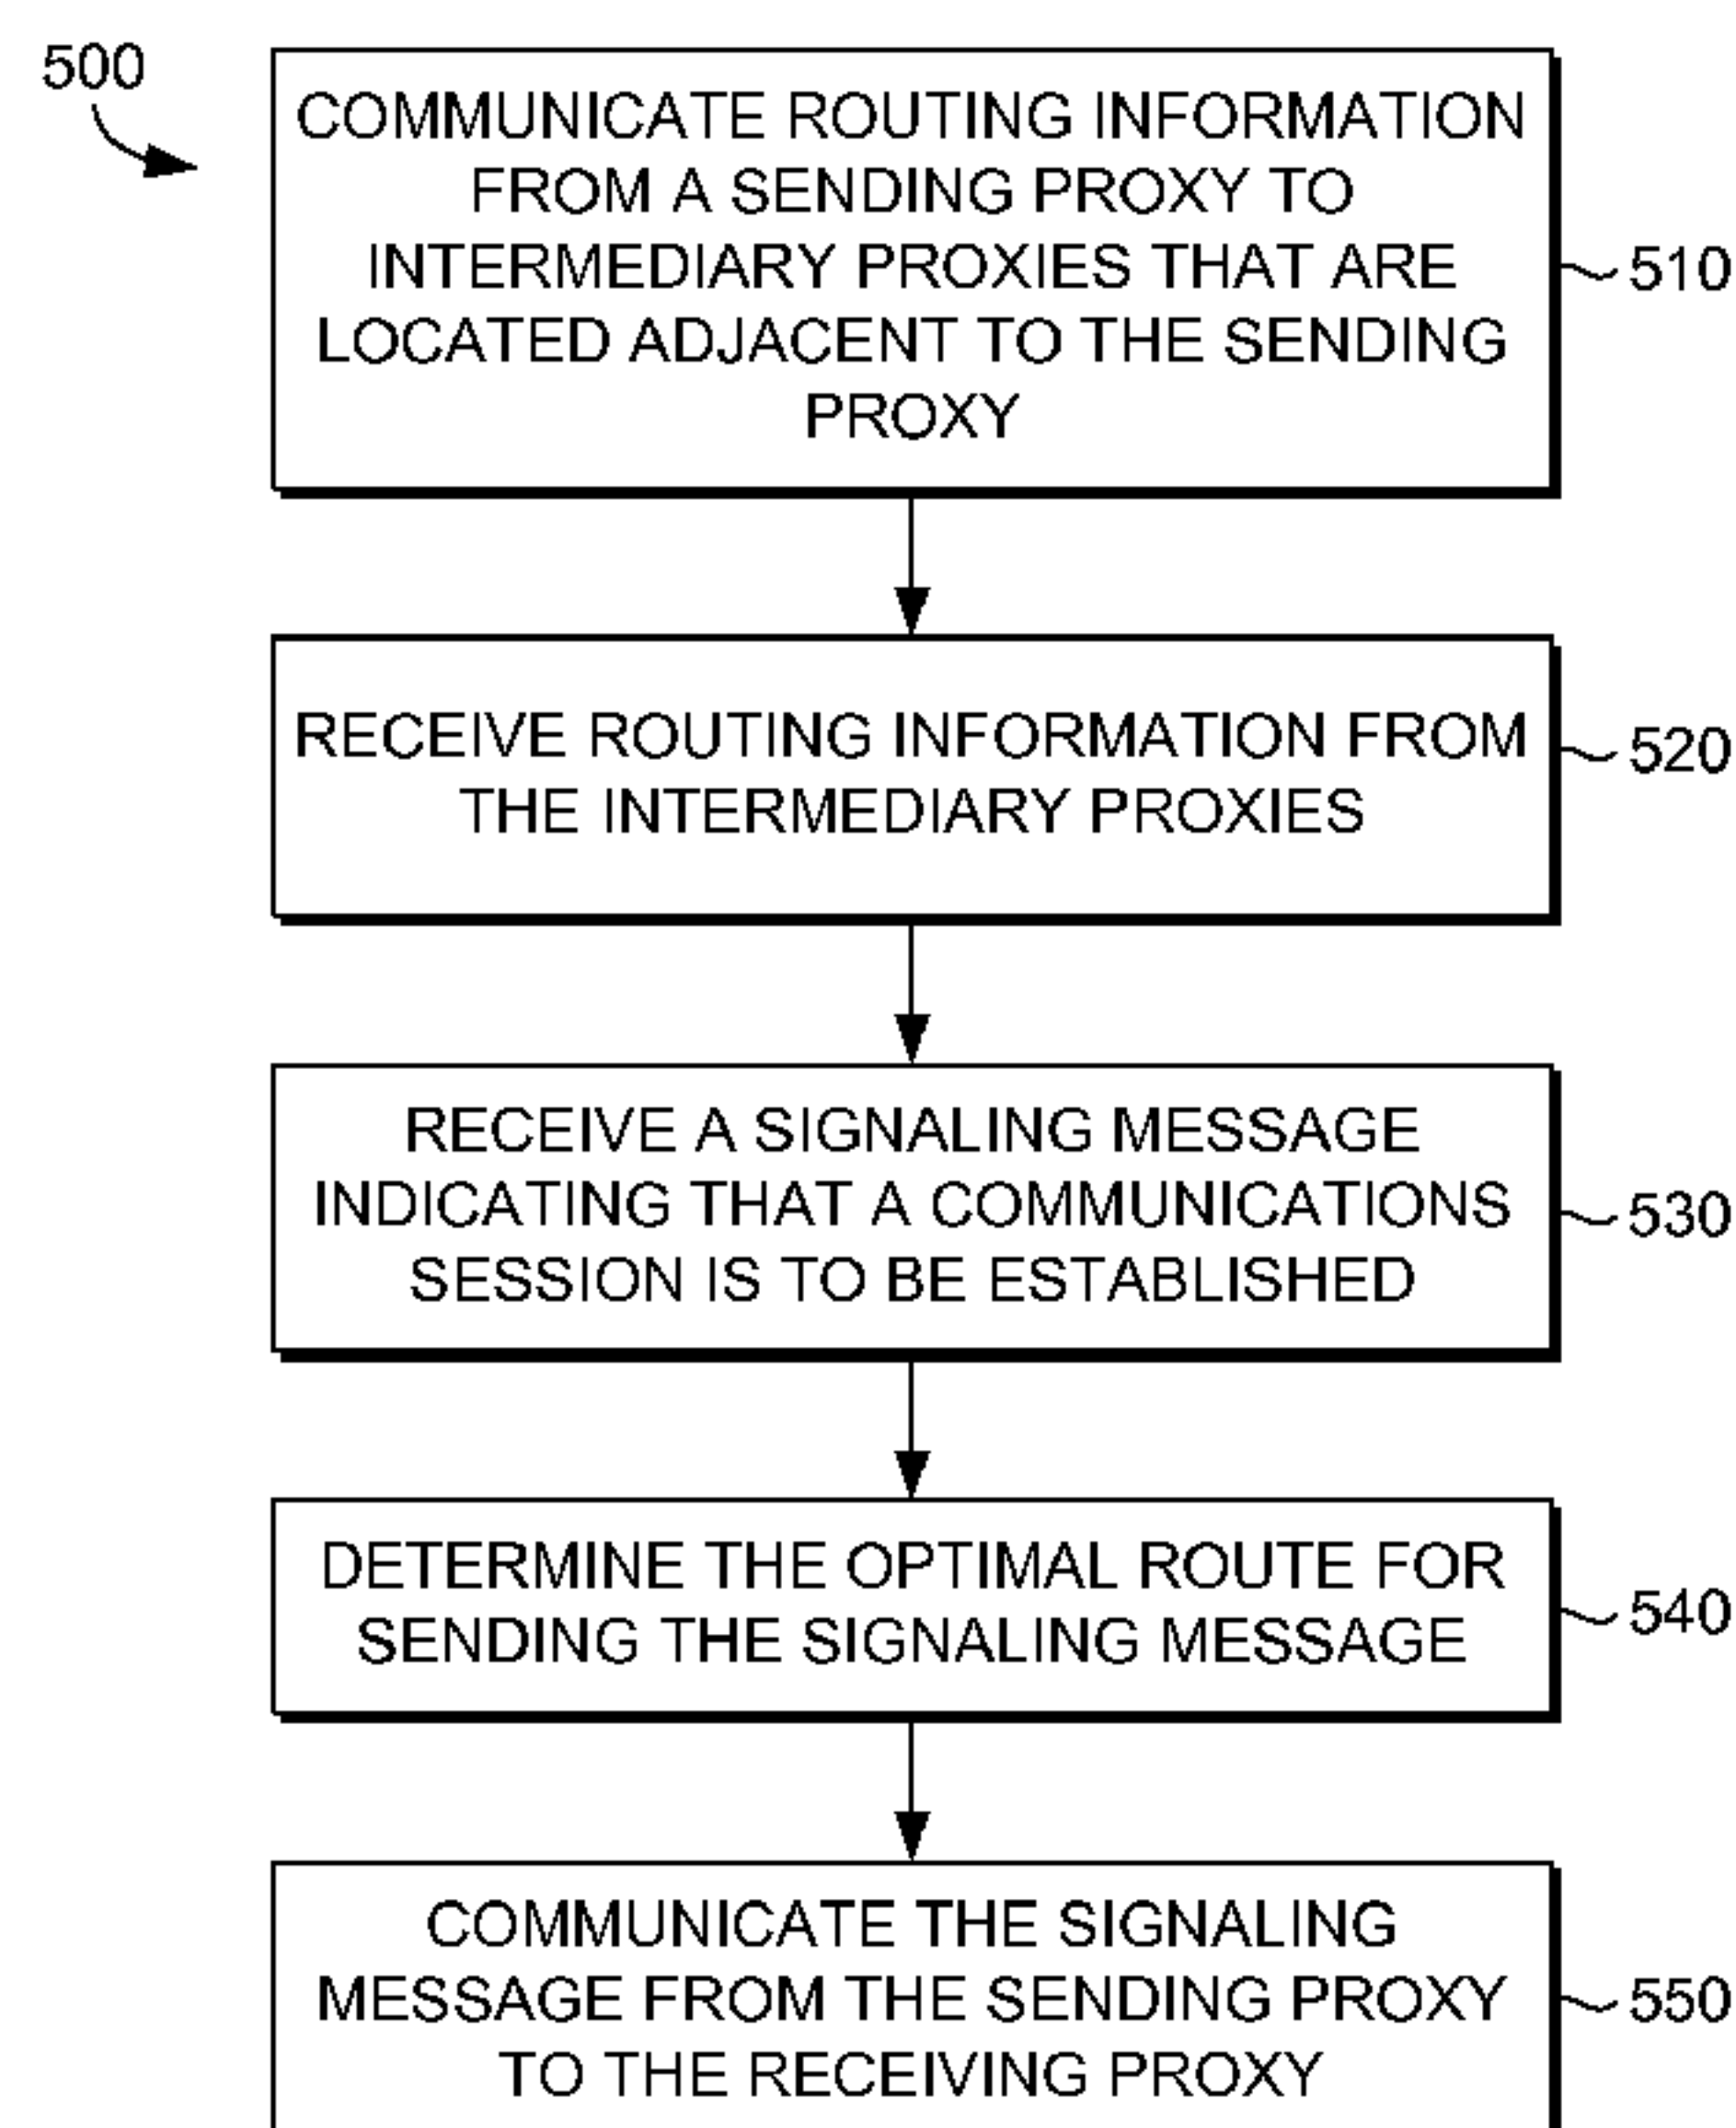 500
COMMUNICATE ROUTING INFORMATION
FROM A SENDING PROXY TO
INTERMEDIARY PROXIES THAT ARE
LOCATED ADJACENT TO THE SENDING
PROXY
510
RECEIVE ROUTING INFORMATION FROM
THE INTERMEDIARY PROXIES
520
RECEIVE A SIGNALING MESSAGE
INDICATING THAT A COMMUNICATIONS
SESSION IS TO BE ESTABLISHED
530
DETERMINE THE OPTIMAL ROUTE FOR
SENDING THE SIGNALING MESSAGE
540
COMMUNICATE THE SIGNALING
MESSAGE FROM THE SENDING PROXY
TO THE RECEIVING PROXY
550